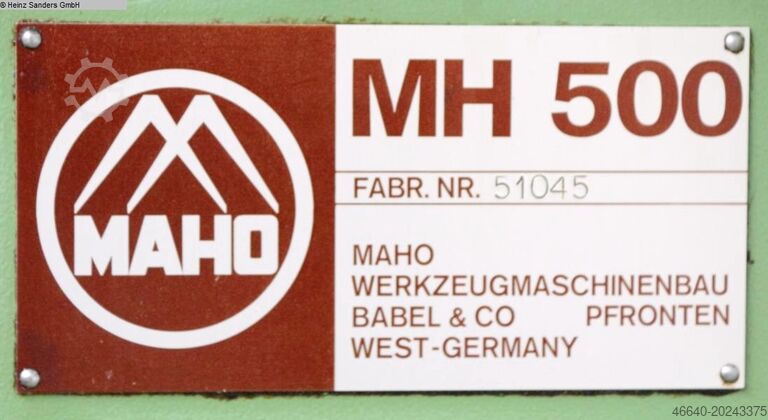 © Heinz Sanders GmbH
MAHO
MH 500
FABR. NR. 51045
MAHO
WERKZEUGMASCHINENBAU
BABEL & CO PFRONTEN
WEST-GERMANY
46640-20243375